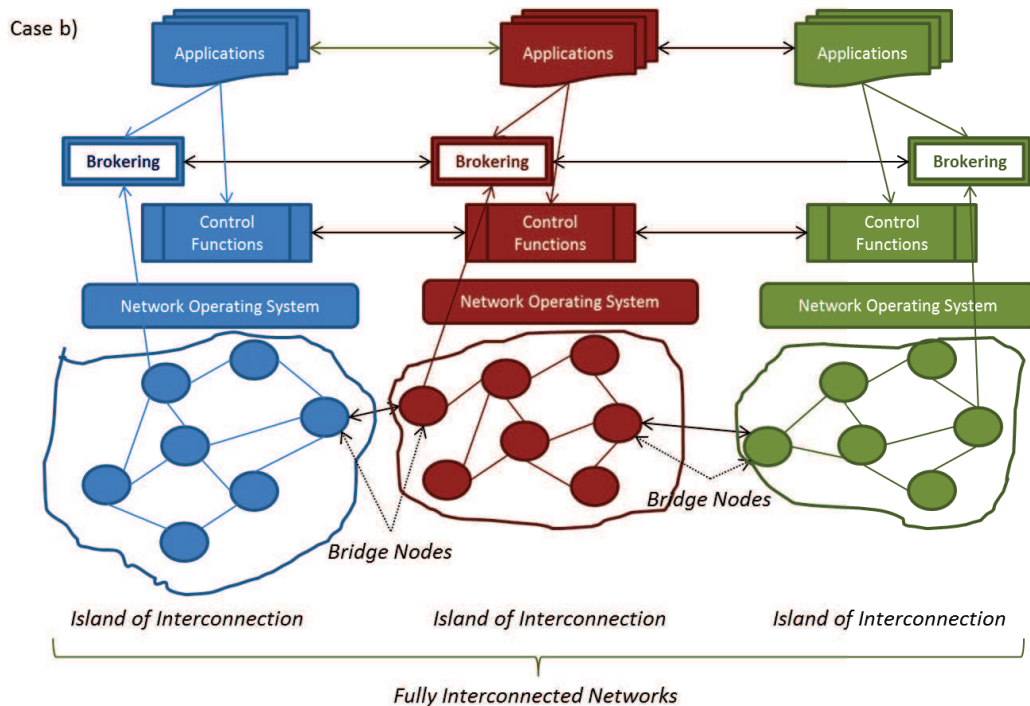 Case b)
Applications
Applications
Applications
Brokering
Brokering
Brokering
Control
Functions
Control
Functions
Control
Functions
Network Operating System
Network Operating System
Network Operating System
Bridge Nodes
Bridge Nodes
Island of Interconnection
Island of Interconnection
Island of Interconnection
Fully Interconnected Networks